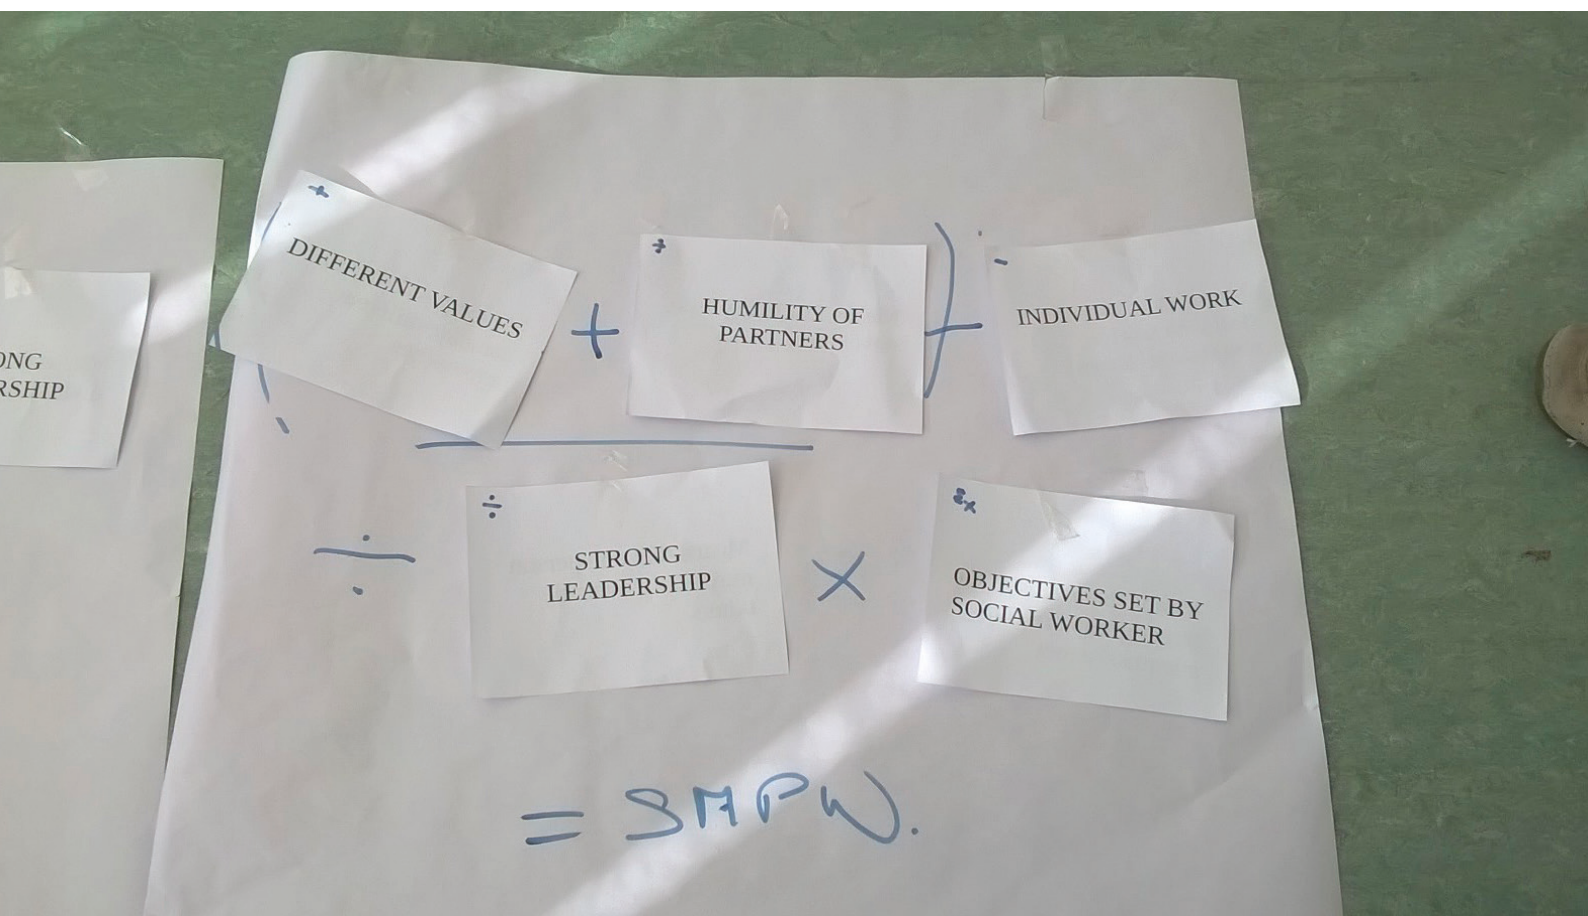 ONG
RSHIP
+
DIFFERENT VALUES
+
+
HUMILITY OF
PARTNERS
-
-
INDIVIDUAL WORK
÷
÷
STRONG
LEADERSHIP
×
x
OBJECTIVES SET BY
SOCIAL WORKER
= SMPW.